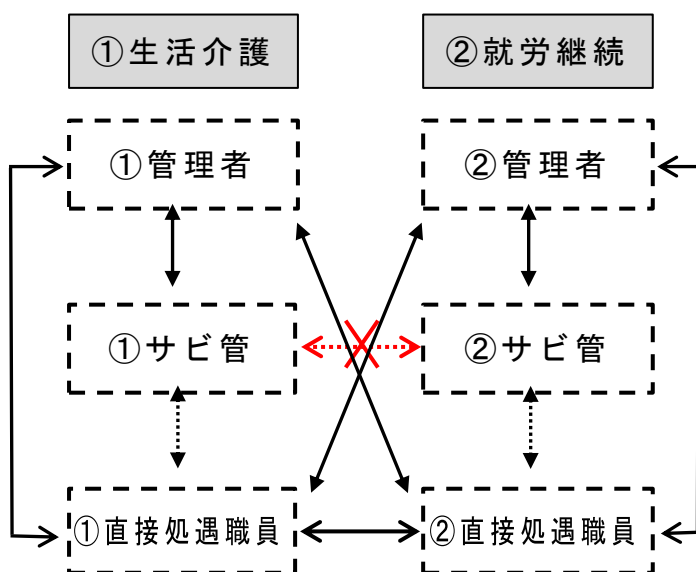 ①生活介護
②就労継続
①管理者
②管理者
①サビ管
②サビ管
①直接処遇職員
②直接処遇職員